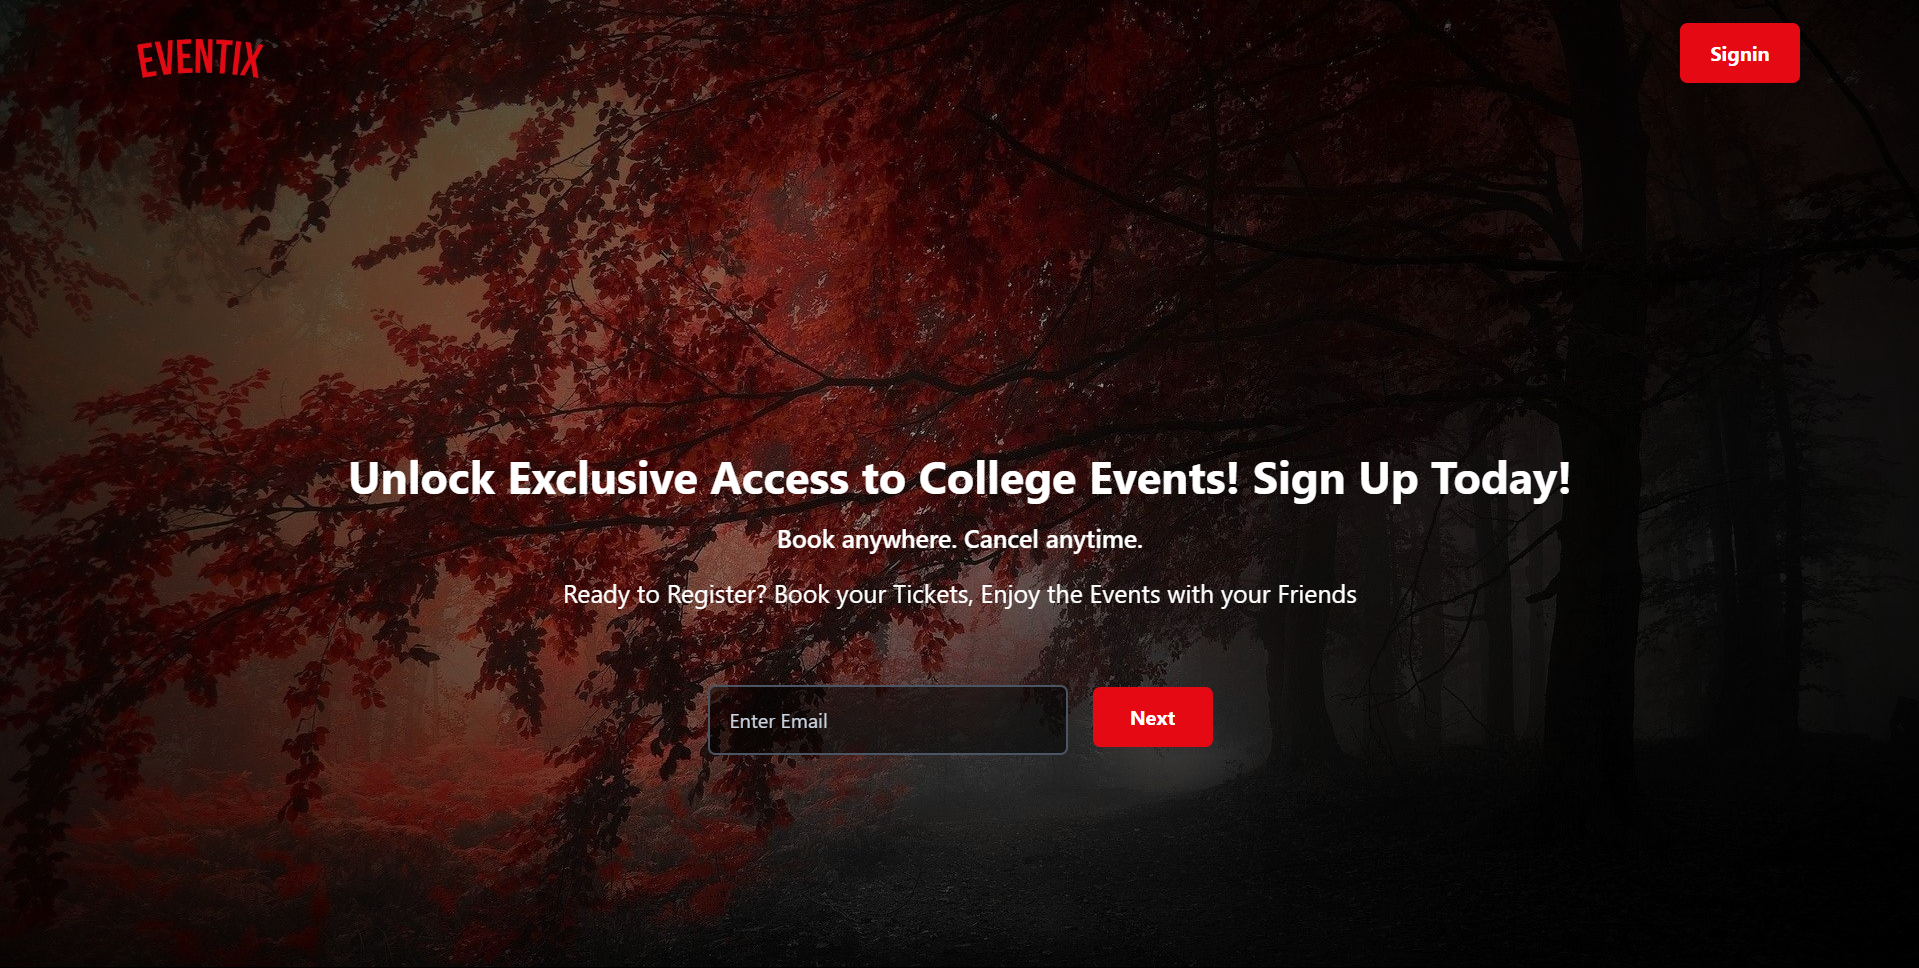 EVENTIX
Signin
Unlock Exclusive Access to College Events! Sign Up Today!
Book anywhere. Cancel anytime.
Ready to Register? Book your Tickets, Enjoy the Events with your Friends
Enter Email
Next